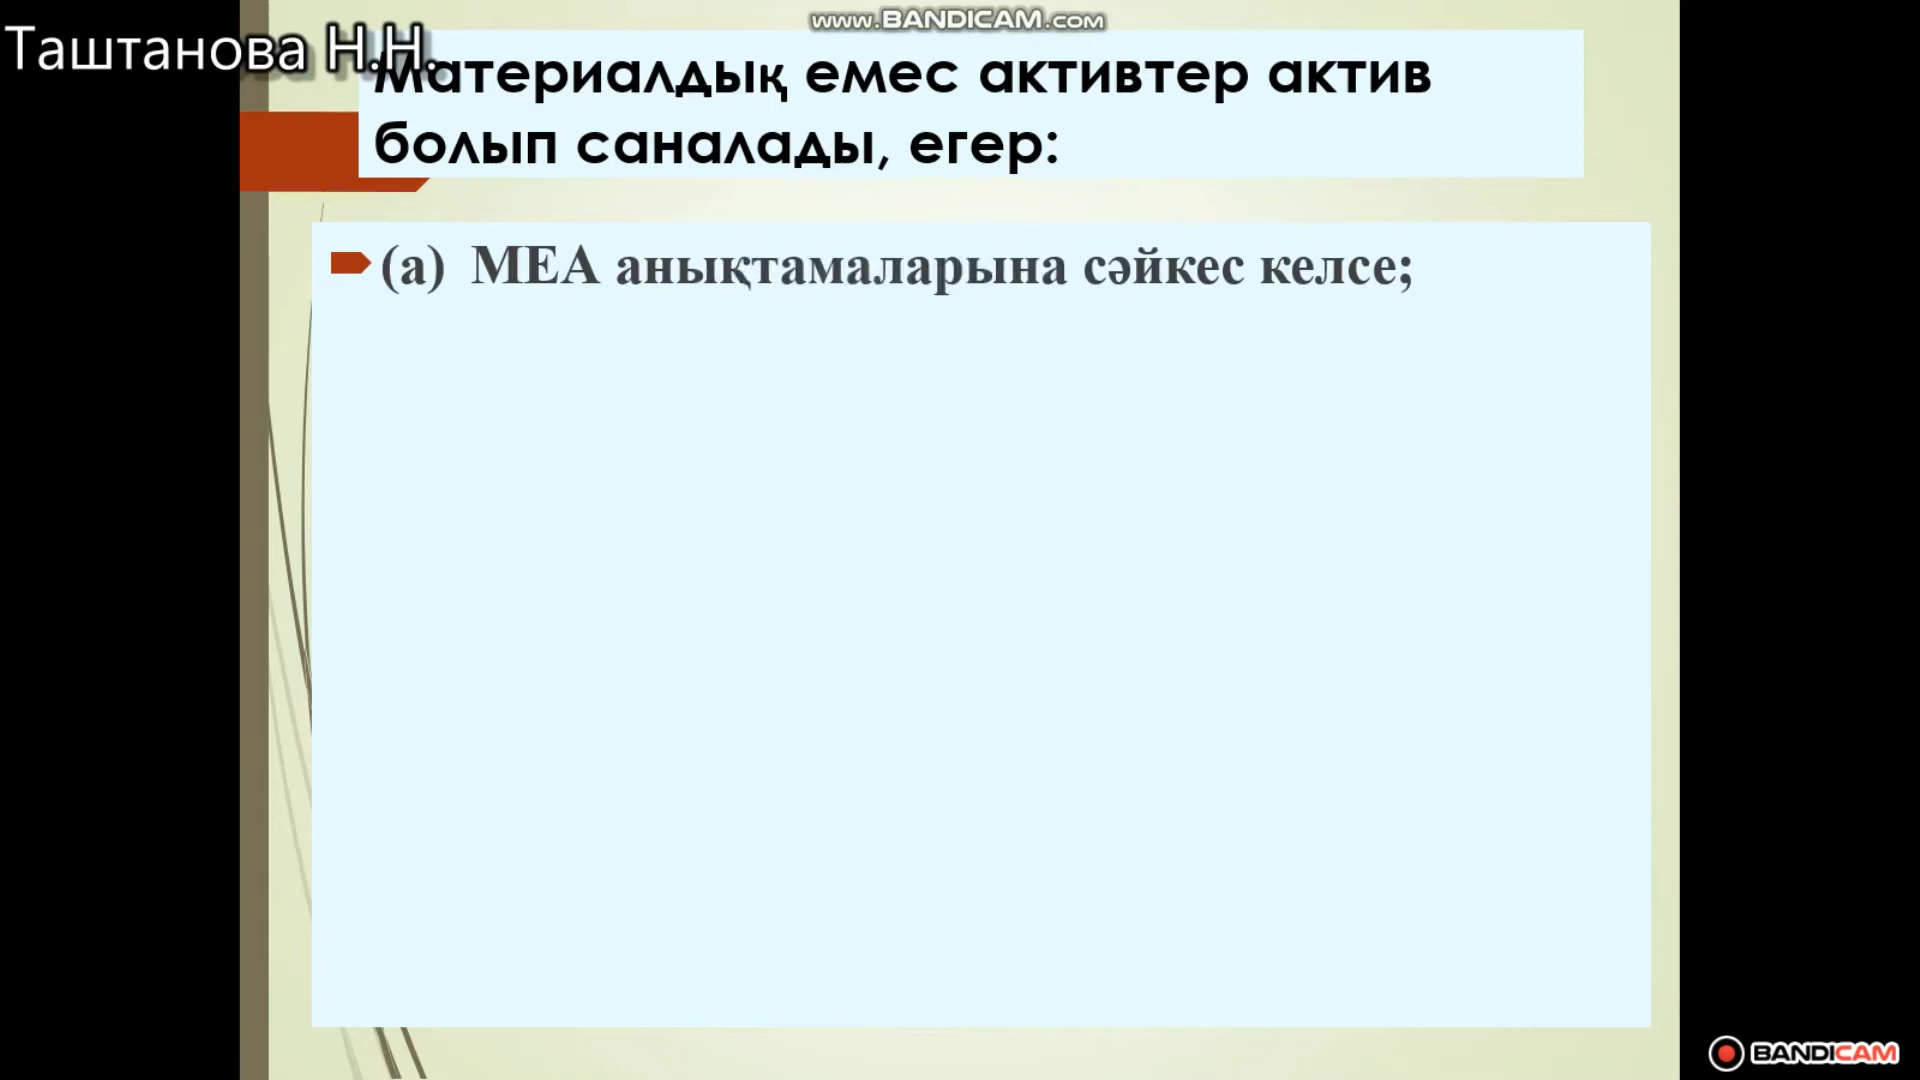 www.BANDICAM.com
Таштанова Н.Н.
Материалдық емес активтер актив
болып саналады, егер:
(а) МЕА анықтамаларына сәйкес келсе;
BANDICAM